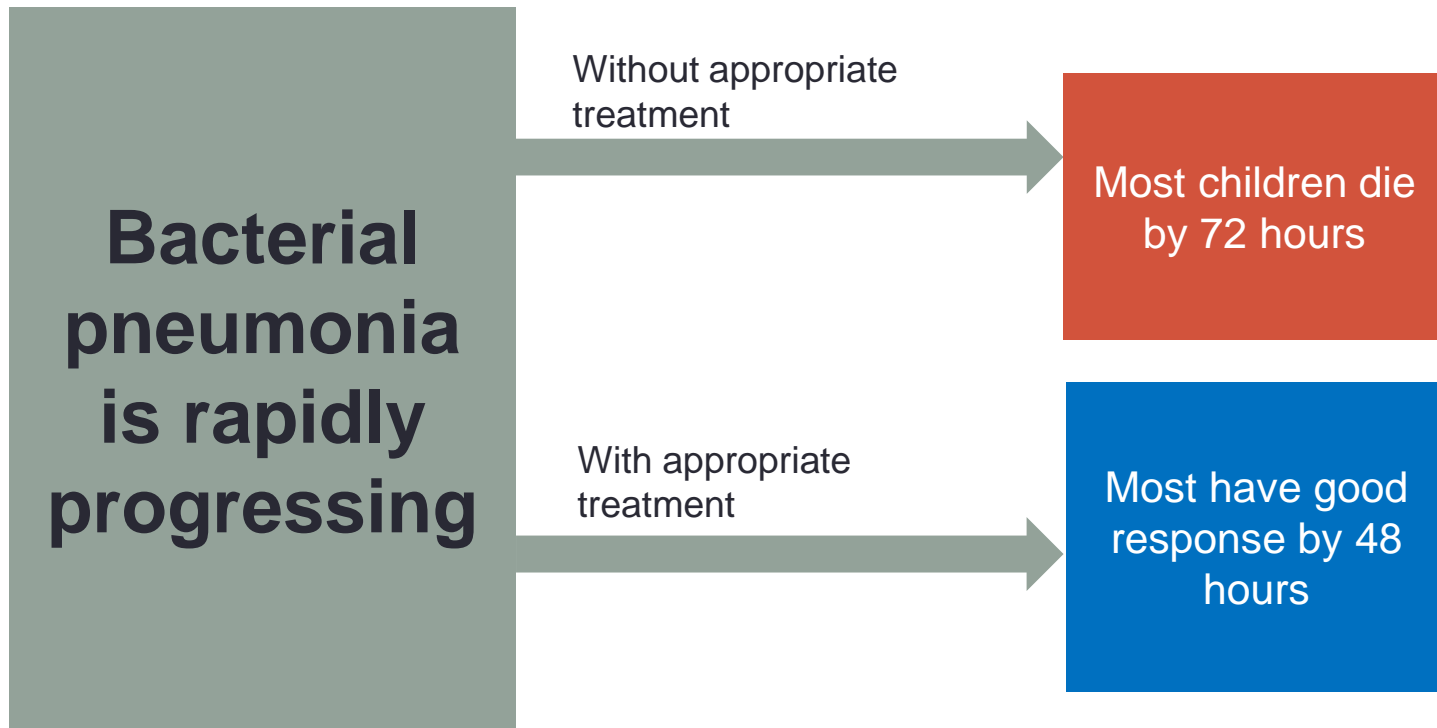 Bacterial
pneumonia
is rapidly
progressing
Without appropriate
treatment
Most children die
by 72 hours
With appropriate
treatment
Most have good
response by 48
hours